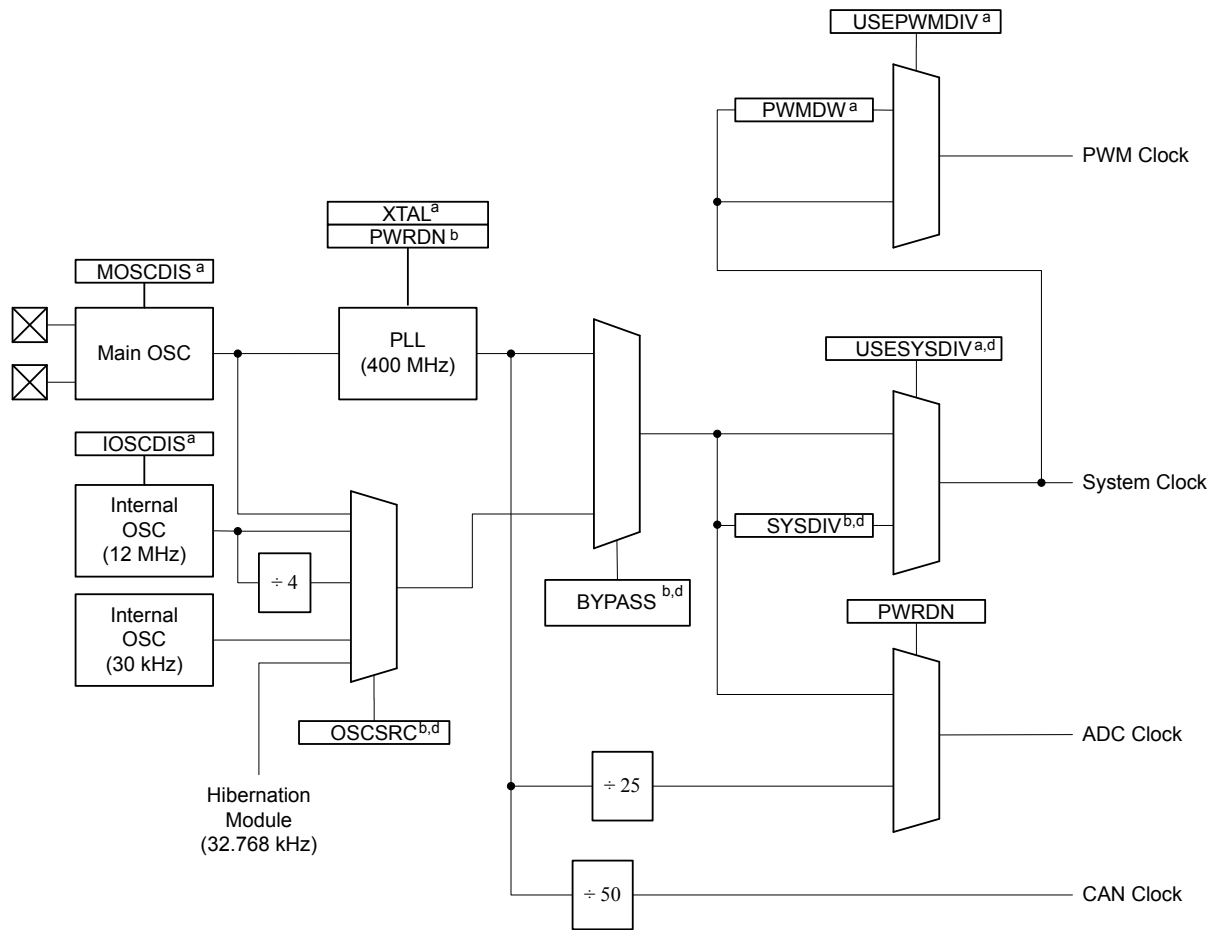 USEPWMDIV a
PWMDW a
PWM Clock
XTAL a
PWRDN b
MOSCDIS a
Main OSC
PLL
(400 MHz)
USESYSDIV a,d
IOSCDIS a
Internal
OSC
(12 MHz)
÷ 4
System Clock
SYSDIV b,d
BYPASS b,d
PWRDN
Internal
OSC
(30 kHz)
OSCSRC b,d
ADC Clock
÷ 25
Hibernation
Module
(32.768 kHz)
÷ 50
CAN Clock